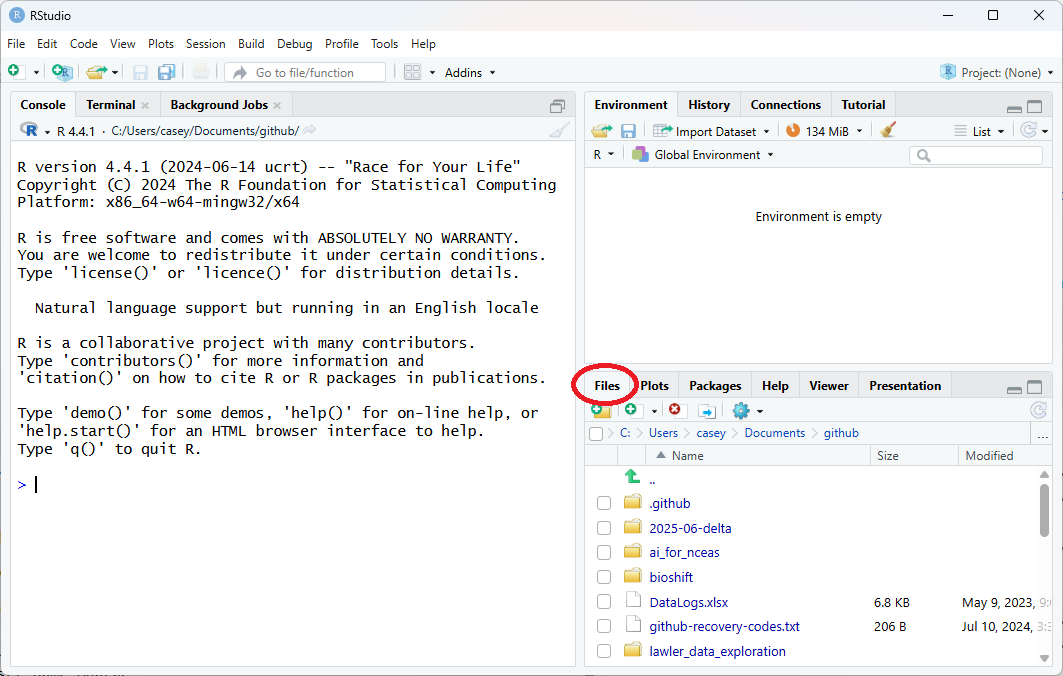 RStudio
File Edit Code View Plots Session Build Debug Profile Tools Help
Go to file/function Addins Project: (None)
Console Terminal Background Jobs
R 4.4.1 · C:/Users/casey/Documents/github/
R version 4.4.1 (2024-06-14 ucrt) -- "Race for Your Life"
Copyright (C) 2024 The R Foundation for Statistical Computing
Platform: x86_64-w64-mingw32/x64
R is free software and comes with ABSOLUTELY NO WARRANTY.
You are welcome to redistribute it under certain conditions.
Type 'license()' or 'licence()' for distribution details.
Natural language support but running in an English locale
R is a collaborative project with many contributors.
Type 'contributors()' for more information and
'citation()' on how to cite R or R packages in publications.
Type 'demo()' for some demos, 'help()' for on-line help, or
'help.start()' for an HTML browser interface to help.
Type 'q()' to quit R.
>
Environment History Connections Tutorial
Import Dataset 134 MiB List
R Global Environment
Environment is empty
Files Plots Packages Help Viewer Presentation
C: Users casey Documents github ...
Name Size Modified
..
.github
2025-06-delta
ai_for_nceas
bioshift
DataLogs.xlsx 6.8 KB May 9, 2023,
github-recovery-codes.txt 206 B Jul 10, 2024,
lawler_data_exploration